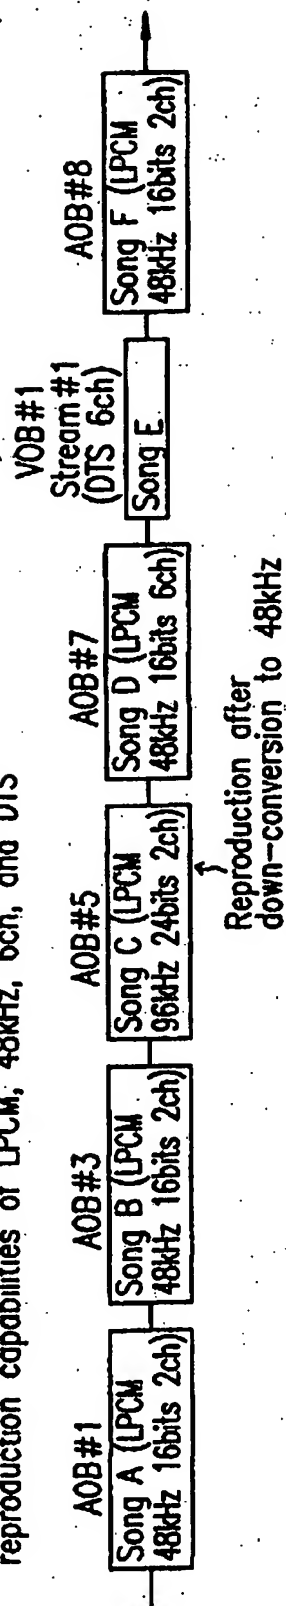 reproduction capabilities of LPCM, 48kHz, 6ch, and DTS
AOB#1
Song A (LPCM
48kHz 16bits 2ch)
AOB#3
Song B (LPCM
48kHz 16bits 2ch)
AOB#5
Song C (LPCM
96kHz 24bits 2ch)
Reproduction after
down-conversion to 48kHz
AOB#7
Song D (LPCM
48kHz 16bits 6ch)
VOB#1
Stream#1
(DTS 6ch)
Song E
AOB#8
Song F (LPCM
48kHz 16bits 2ch)